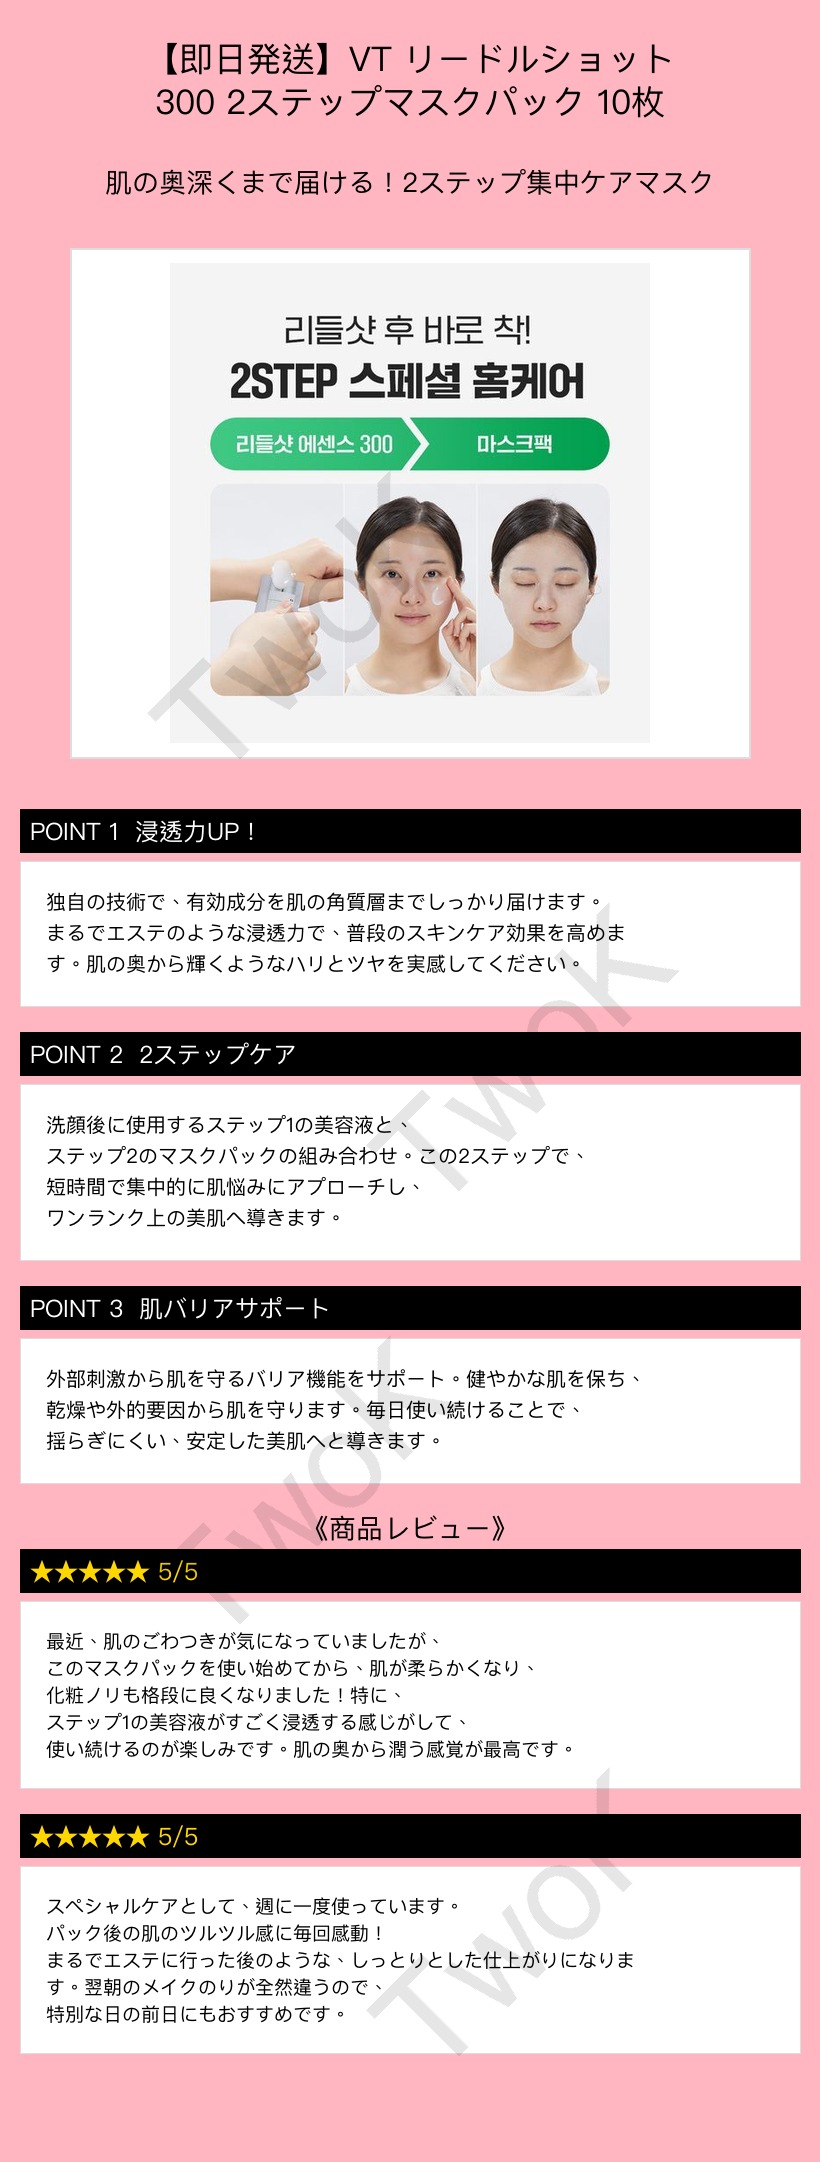 【即日発送】VT リードルショット
300 2ステップマスクパック 10枚
肌の奥深くまで届ける！2ステップ集中ケアマスク
리들샷 후 바로 착!
2STEP 스페셜 홈케어
리들샷 에센스 300
마스크팩
TwoK
POINT 1 浸透力UP！
独自の技術で、有効成分を肌の角質層までしっかり届けます。
まるでエステのような浸透力で、普段のスキンケア効果を高めま
す。肌の奥から輝くようなハリとツヤを実感してください。
TwoK
POINT 2 2ステップケア
洗顔後に使用するステップ1の美容液と、
ステップ2のマスクパックの組み合わせ。この2ステップで、
短時間で集中的に肌悩みにアプローチし、
ワンランク上の美肌へ導きます。
POINT 3 肌バリアサポート
外部刺激から肌を守るバリア機能をサポート。健やかな肌を保ち、
乾燥や外的要因から肌を守ります。毎日使い続けることで、
揺らぎにくい、安定した美肌へと導きます。
TwoK
《商品レビュー》
★★★★★ 5/5
最近、肌のごわつきが気になっていましたが、
このマスクパックを使い始めてから、肌が柔らかくなり、
化粧ノリも格段に良くなりました！特に、
ステップ1の美容液がすごく浸透する感じがして、
使い続けるのが楽しみです。肌の奥から潤う感覚が最高です。
★★★★★ 5/5
スペシャルケアとして、週に一度使っています。
パック後の肌のツルツル感に毎回感動！
まるでエステに行った後のような、しっとりとした仕上がりになりま
す。翌朝のメイクのりが全然違うので、
特別な日の前日にもおすすめです。
TwoK